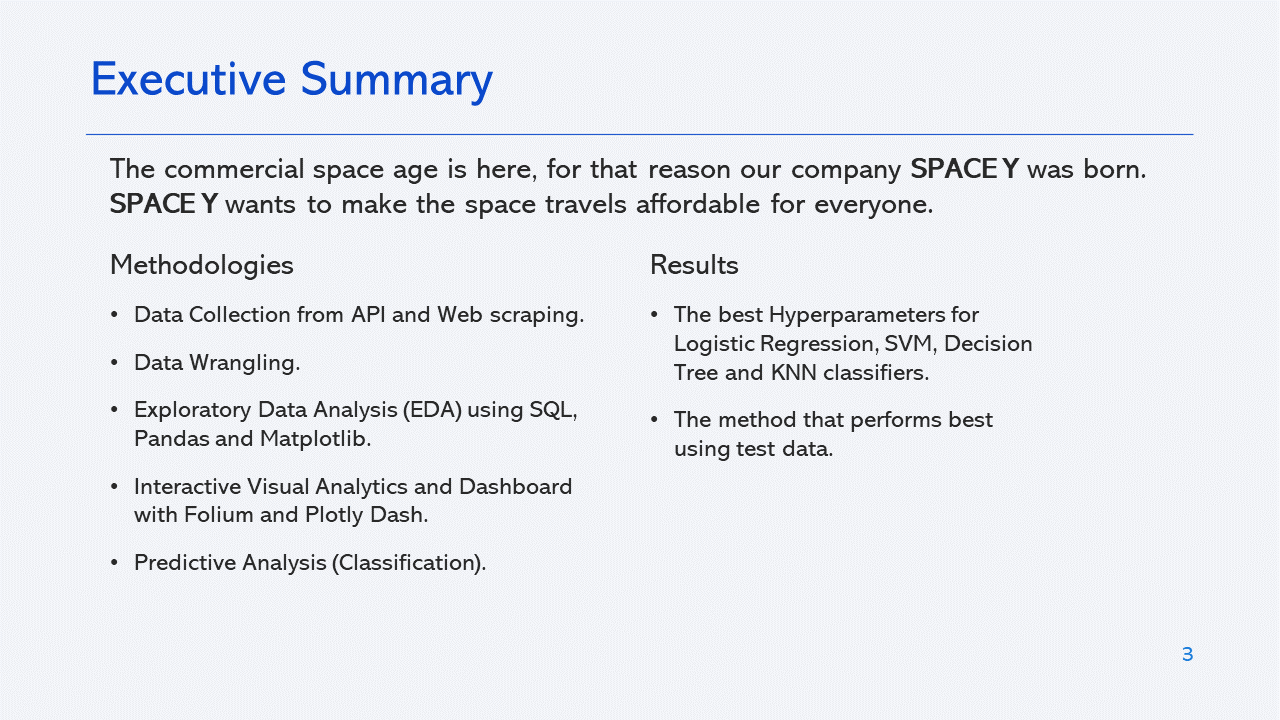 Executive Summary
The commercial space age is here, for that reason our company SPACE Y was born.
SPACE Y wants to make the space travels affordable for everyone.
Methodologies
• Data Collection from API and Web scraping.
• Data Wrangling.
• Exploratory Data Analysis (EDA) using SQL,
Pandas and Matplotlib.
• Interactive Visual Analytics and Dashboard
with Folium and Plotly Dash.
• Predictive Analysis (Classification).
Results
• The best Hyperparameters for
Logistic Regression, SVM, Decision
Tree and KNN classifiers.
• The method that performs best
using test data.
3